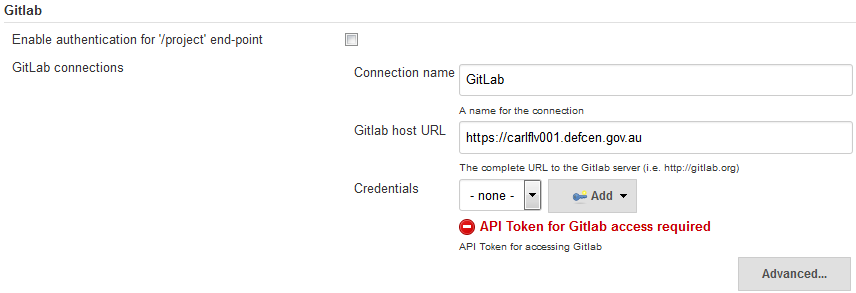 Gitlab
Enable authentication for '/project' end-point
GitLab connections
Connection name
GitLab
A name for the connection
Gitlab host URL
https://carlflv001.defcen.gov.au
The complete URL to the Gitlab server (i.e. http://gitlab.org)
Credentials
- none -
Add
API Token for Gitlab access required
API Token for accessing Gitlab
Advanced...